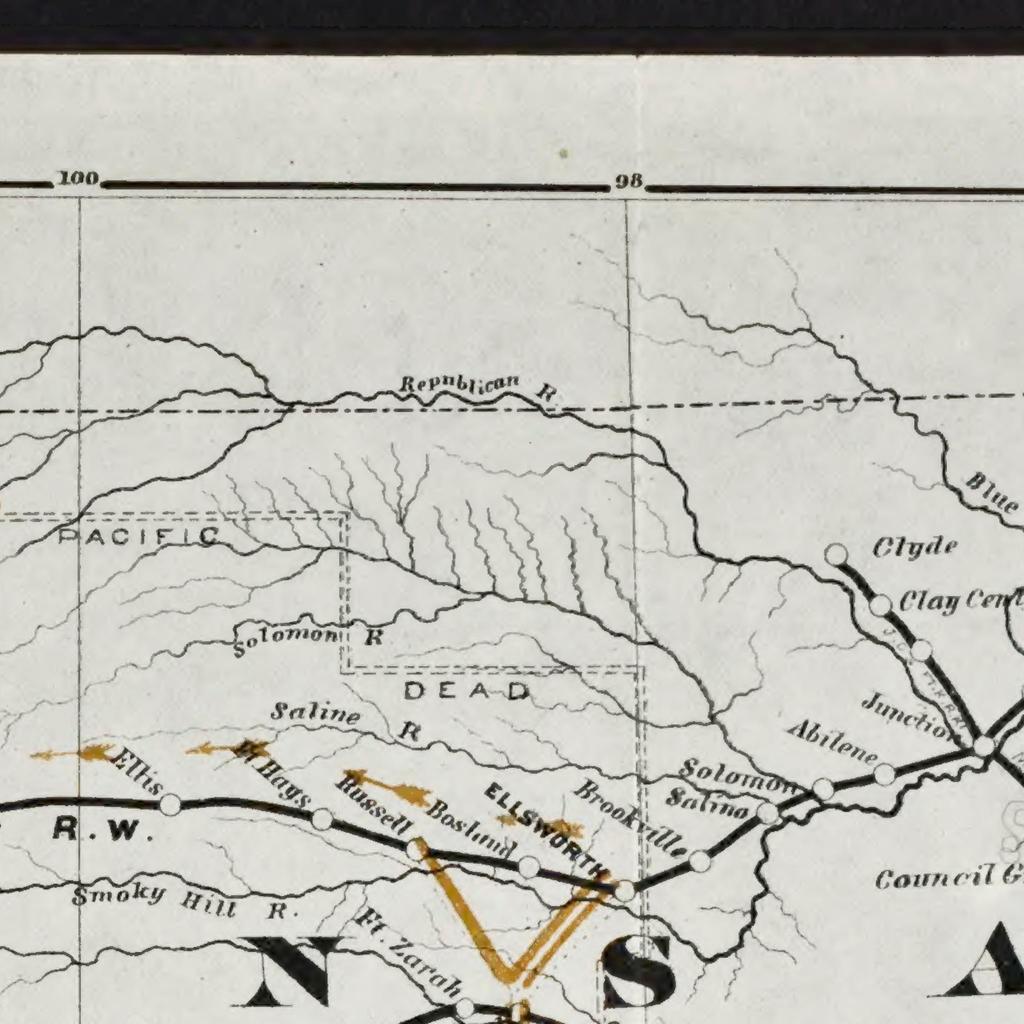 100
98
Republican R.
Blue
PACIFIC
Clyde
Clay Cent
Solomon R
DEAD
Saline R
Junction
Abilene
Solomon
Salina
Ellis
Ft Hays
Russell
Bosland
ELLSWORTH
Brookville
R.W.
Smoky Hill R.
Council G
Ft. Zarah
N S A